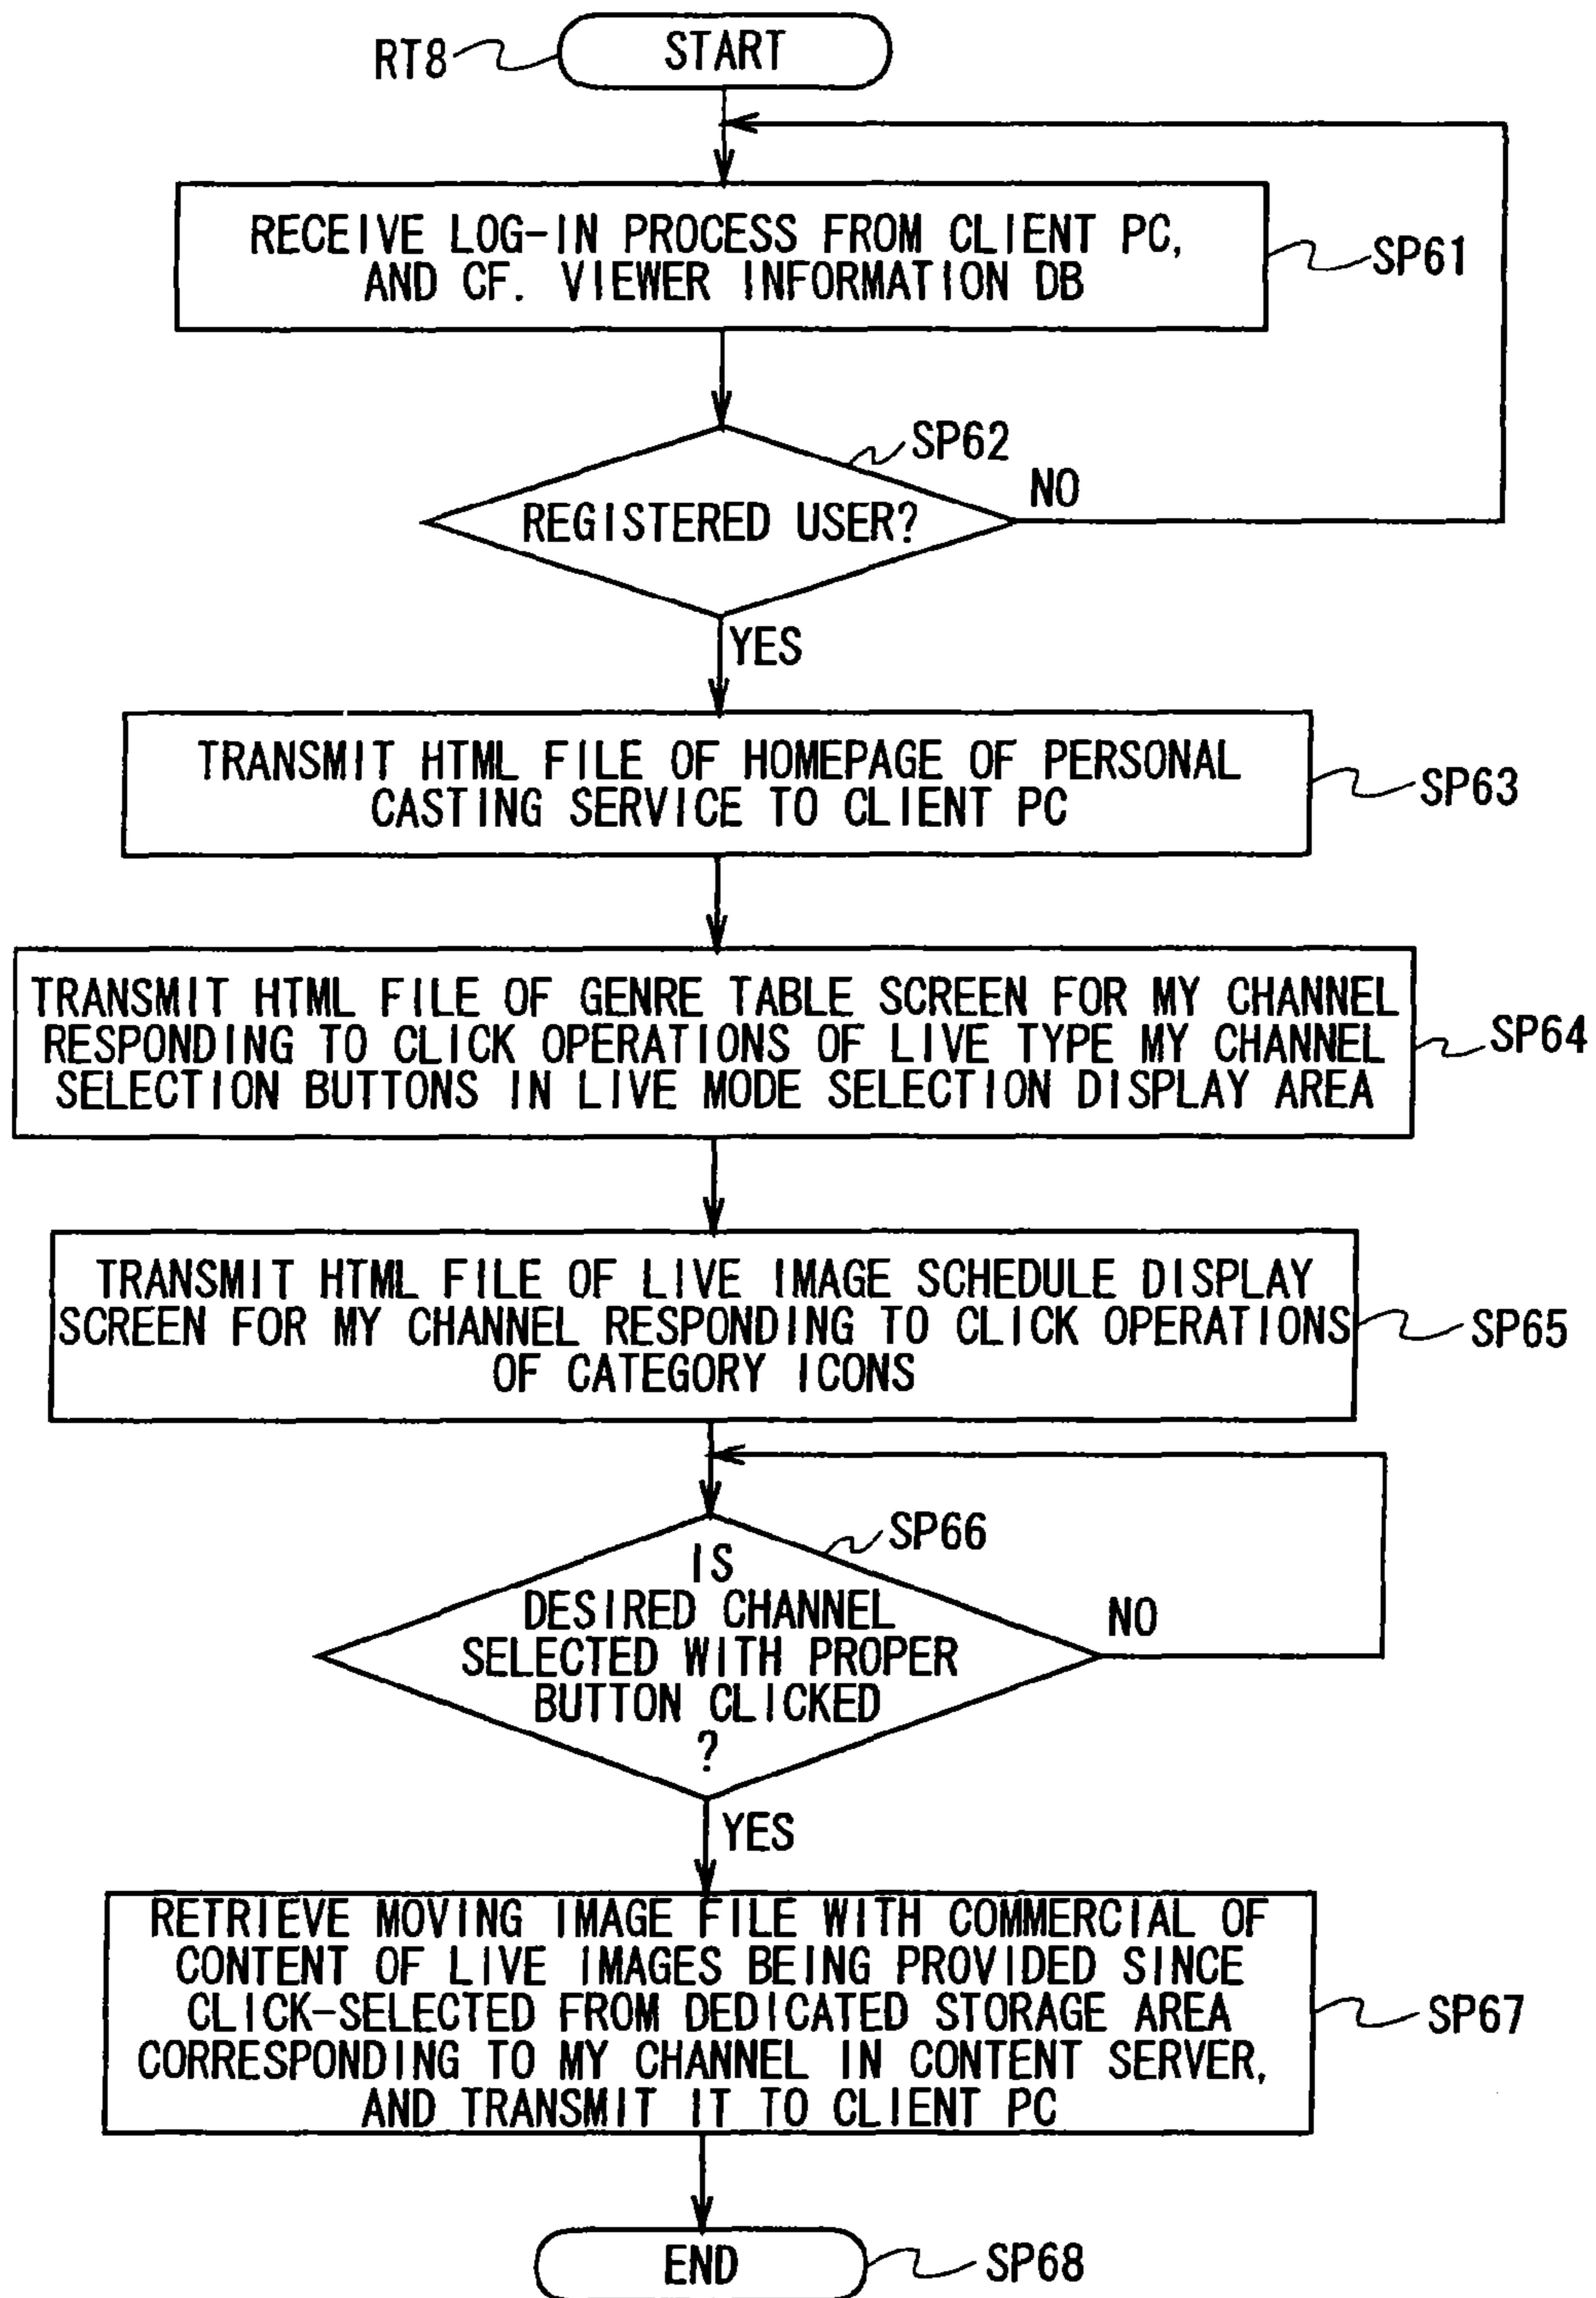 RT8
START
RECEIVE LOG-IN PROCESS FROM CLIENT PC,
AND CF. VIEWER INFORMATION DB
SP61
SP62
REGISTERED USER?
NO
YES
TRANSMIT HTML FILE OF HOMEPAGE OF PERSONAL
CASTING SERVICE TO CLIENT PC
SP63
TRANSMIT HTML FILE OF GENRE TABLE SCREEN FOR MY CHANNEL
RESPONDING TO CLICK OPERATIONS OF LIVE TYPE MY CHANNEL
SELECTION BUTTONS IN LIVE MODE SELECTION DISPLAY AREA
SP64
TRANSMIT HTML FILE OF LIVE IMAGE SCHEDULE DISPLAY
SCREEN FOR MY CHANNEL RESPONDING TO CLICK OPERATIONS
OF CATEGORY ICONS
SP65
SP66
IS
DESIRED CHANNEL
SELECTED WITH PROPER
BUTTON CLICKED
?
NO
YES
RETRIEVE MOVING IMAGE FILE WITH COMMERCIAL OF
CONTENT OF LIVE IMAGES BEING PROVIDED SINCE
CLICK-SELECTED FROM DEDICATED STORAGE AREA
CORRESPONDING TO MY CHANNEL IN CONTENT SERVER,
AND TRANSMIT IT TO CLIENT PC
SP67
END
SP68